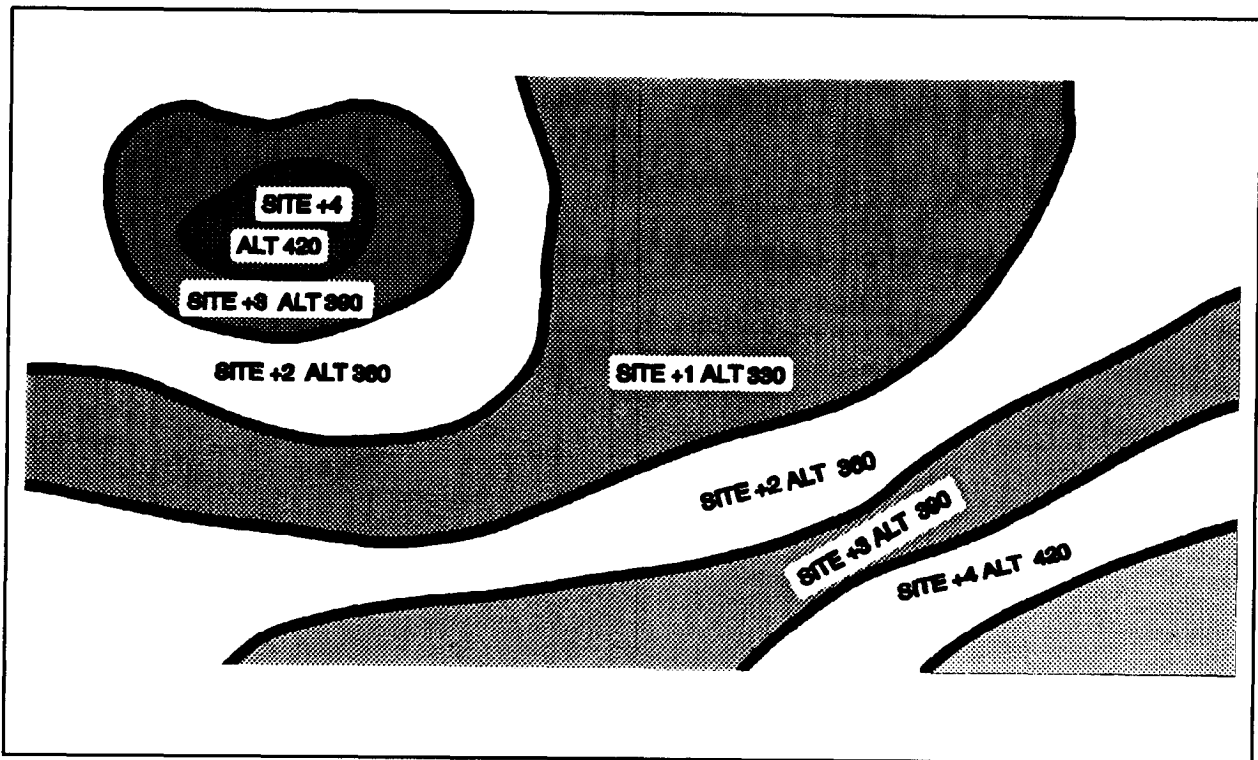 SITE +4
ALT 420
SITE +3 ALT 390
SITE +2 ALT 360
SITE +1 ALT 330
SITE +2 ALT 360
SITE +3 ALT 390
SITE +4 ALT 420